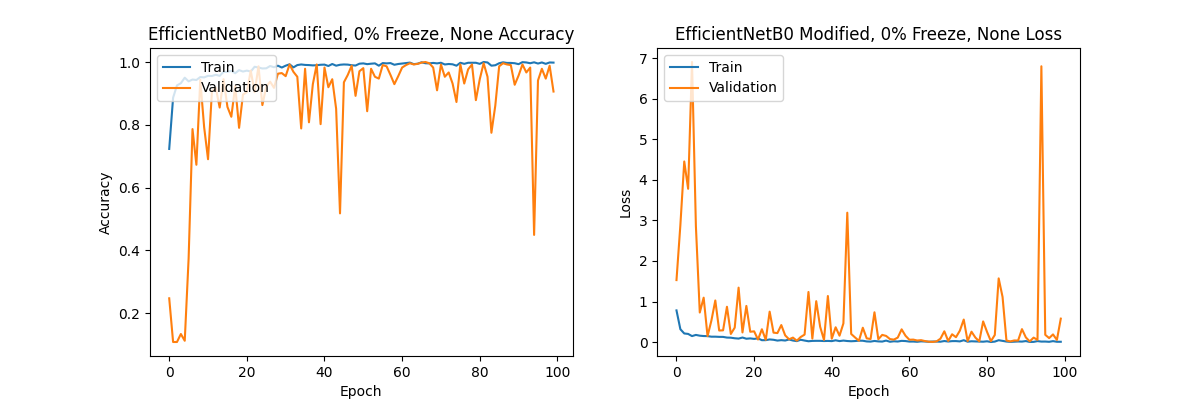 EfficientNetB0 Modified, 0% Freeze, None Accuracy
Train
Validation
1.0
0.8
0.6
0.4
0.2
Accuracy
0
20
40
60
80
100
Epoch
EfficientNetB0 Modified, 0% Freeze, None Loss
Train
Validation
7
6
5
4
3
2
1
0
Loss
0
20
40
60
80
100
Epoch